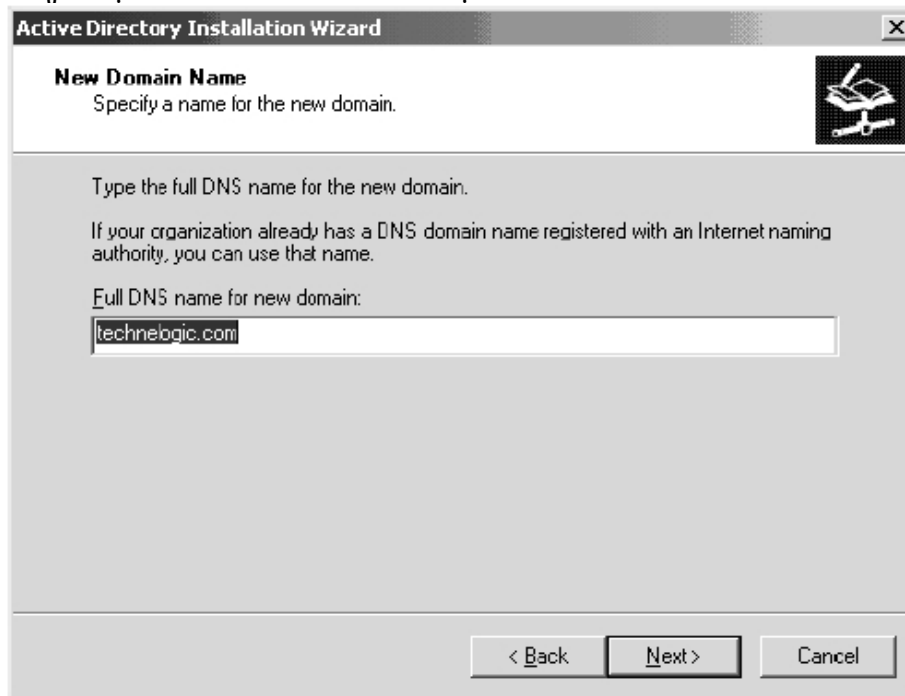 Active Directory Installation Wizard
New Domain Name
Specify a name for the new domain.
Type the full DNS name for the new domain.
If your organization already has a DNS domain name registered with an Internet naming
authority, you can use that name.
Full DNS name for new domain:
technelogic.com
< Back
Next >
Cancel